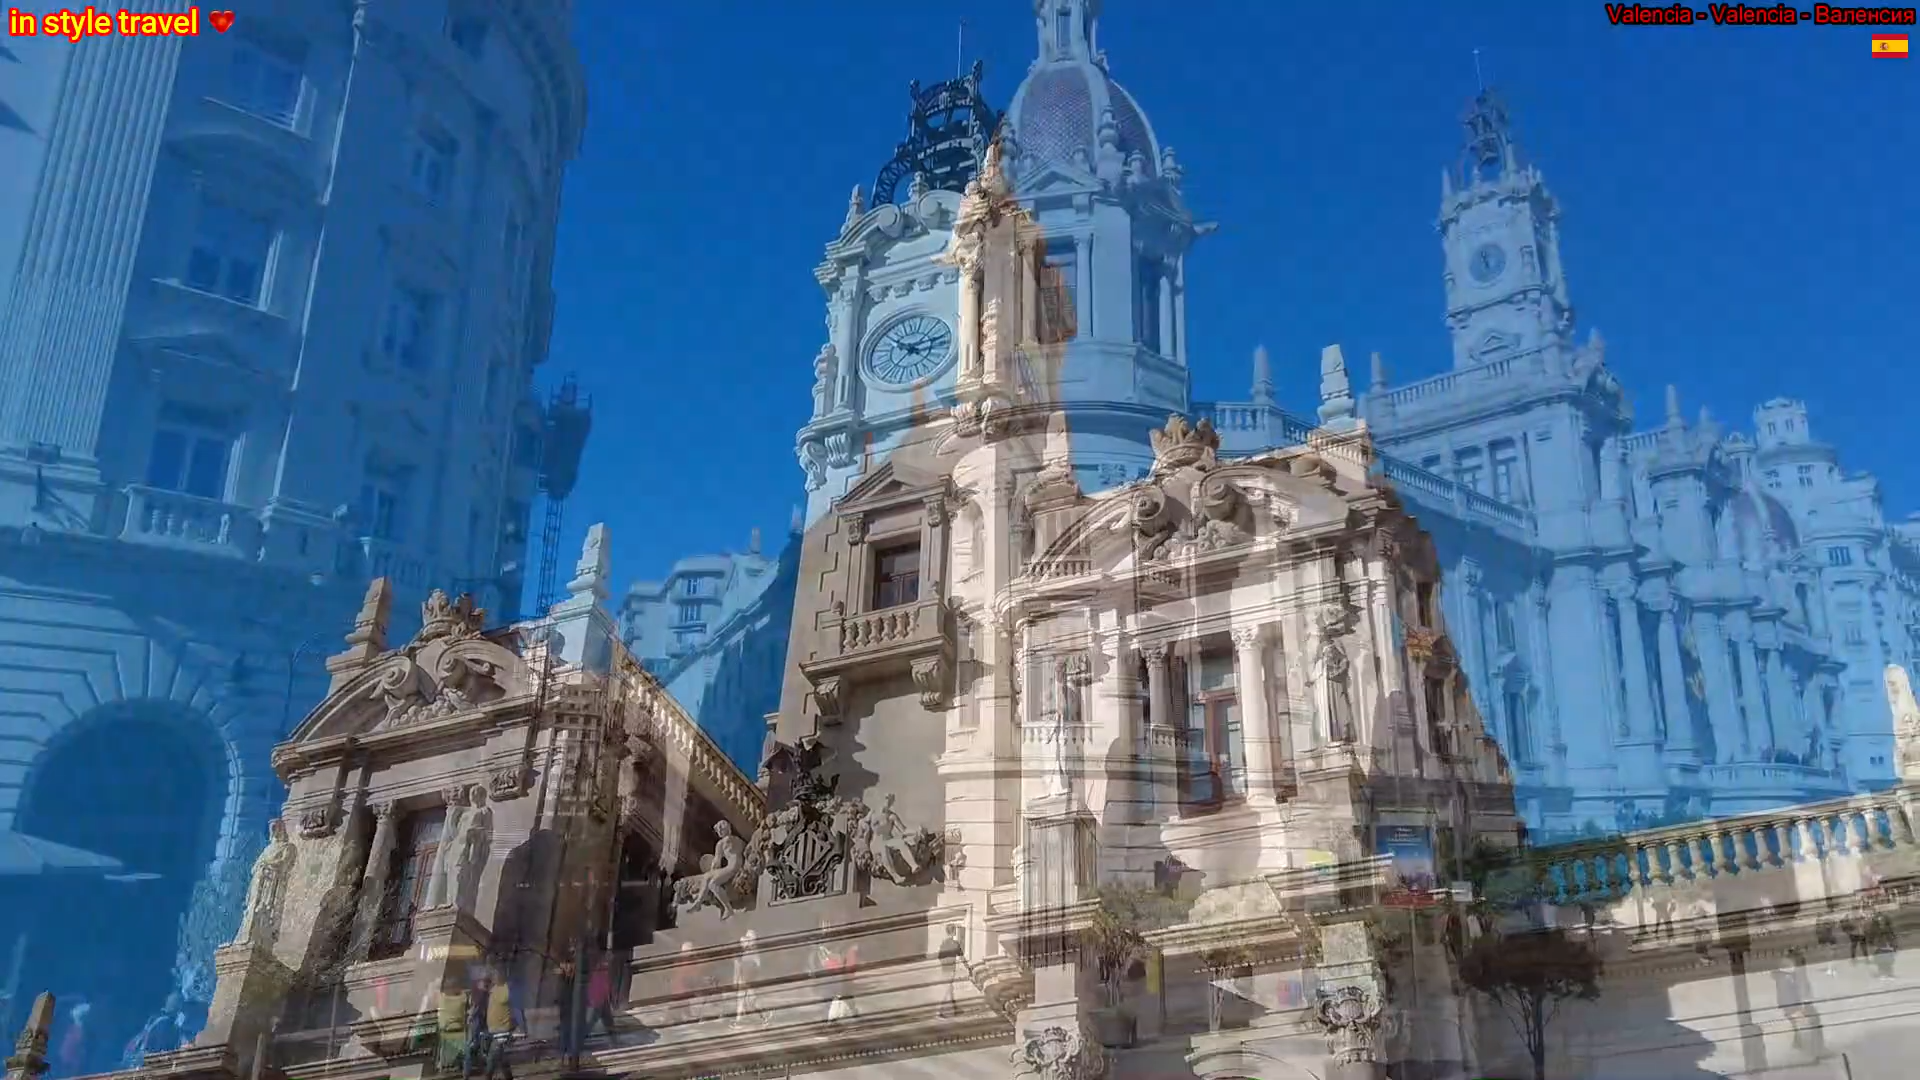 in style travel ❤
Valencia - Valencia - Валенсия